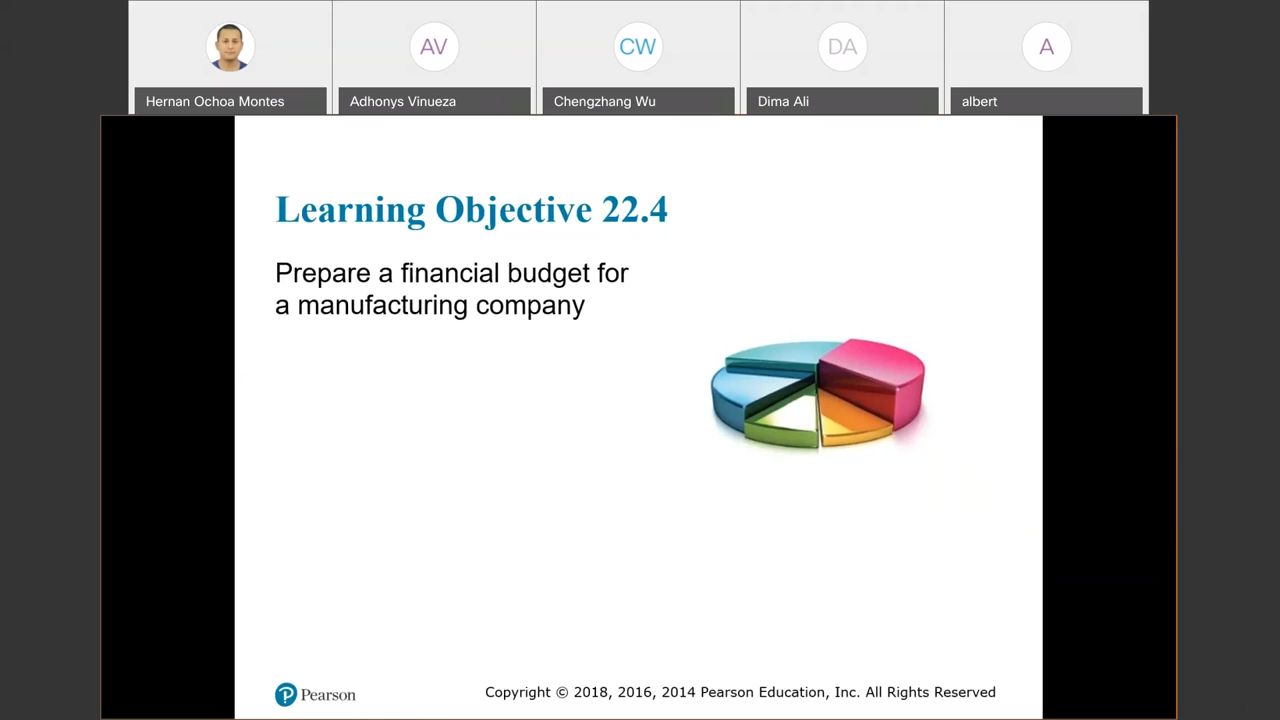 AV
CW
DA
A
Hernan Ochoa Montes
Adhonys Vinueza
Chengzhang Wu
Dima Ali
albert
Learning Objective 22.4
Prepare a financial budget for
a manufacturing company
P Pearson
Copyright © 2018, 2016, 2014 Pearson Education, Inc. All Rights Reserved